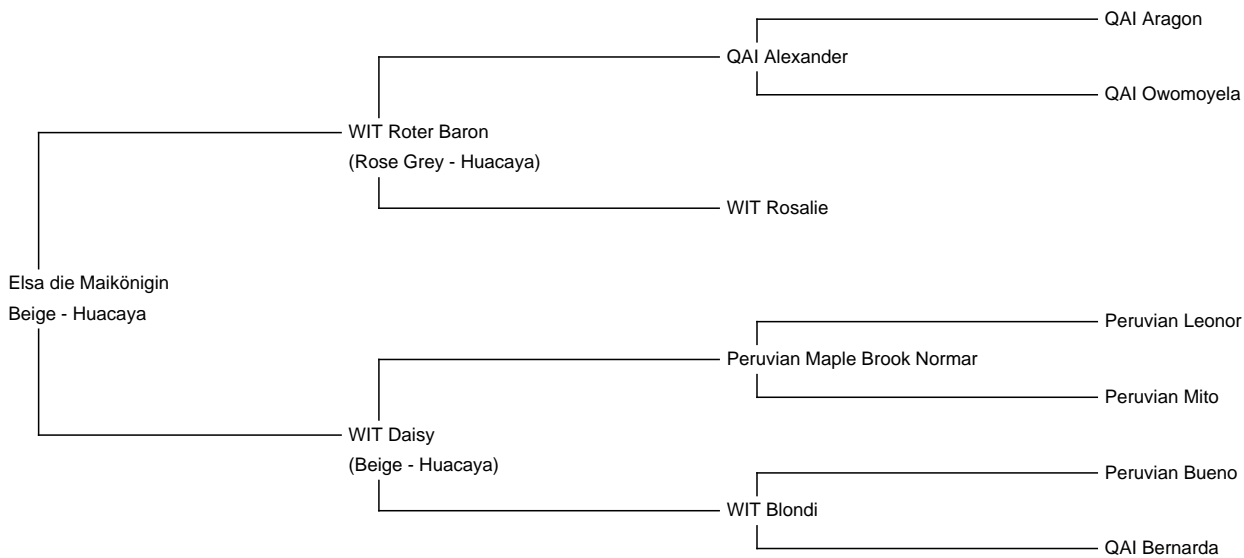 QAI Aragon
QAI Alexander
QAI Owomoyela
WIT Roter Baron
(Rose Grey - Huacaya)
WIT Rosalie
Elsa die Maikönigin
Beige - Huacaya
Peruvian Leonor
Peruvian Maple Brook Normar
Peruvian Mito
WIT Daisy
(Beige - Huacaya)
Peruvian Bueno
WIT Blondi
QAI Bernarda